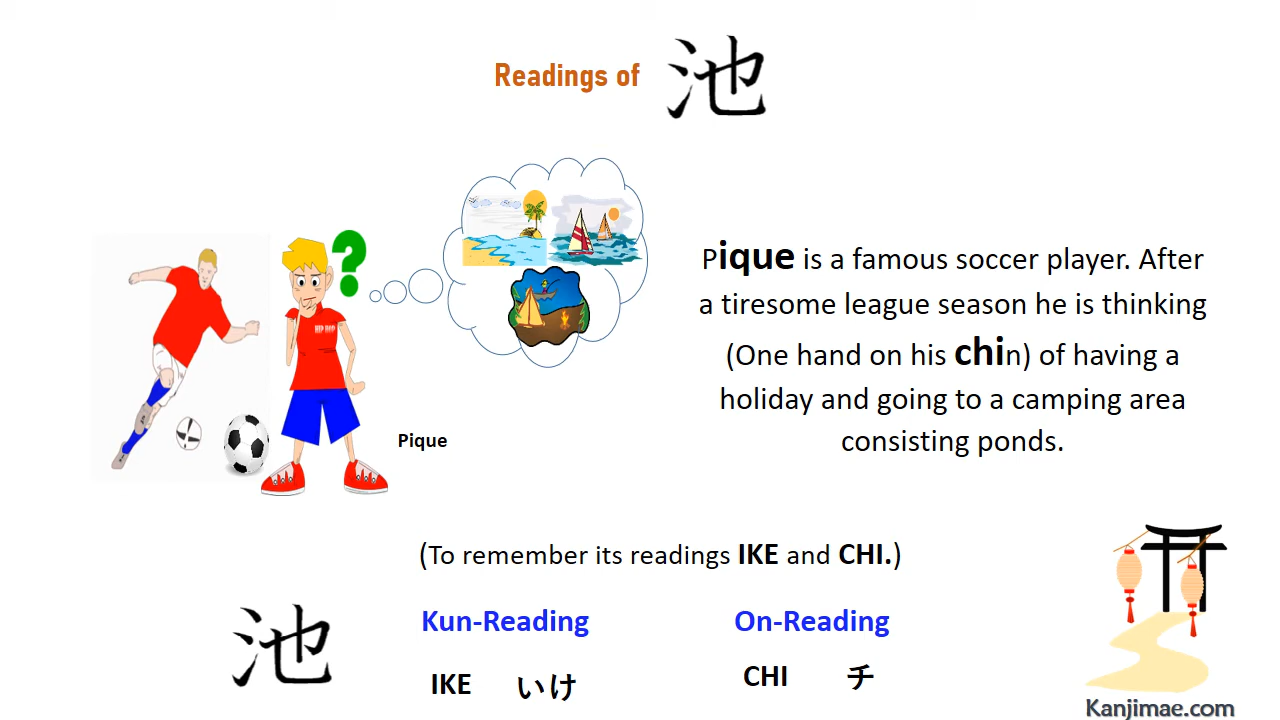 Readings of 池
Pique is a famous soccer player. After
a tiresome league season he is thinking
(One hand on his chin) of having a
holiday and going to a camping area
consisting ponds.
HIP HOP
Pique
(To remember its readings IKE and CHI.)
池
Kun-Reading
On-Reading
IKE いけ
CHI チ
Kanjimae.com